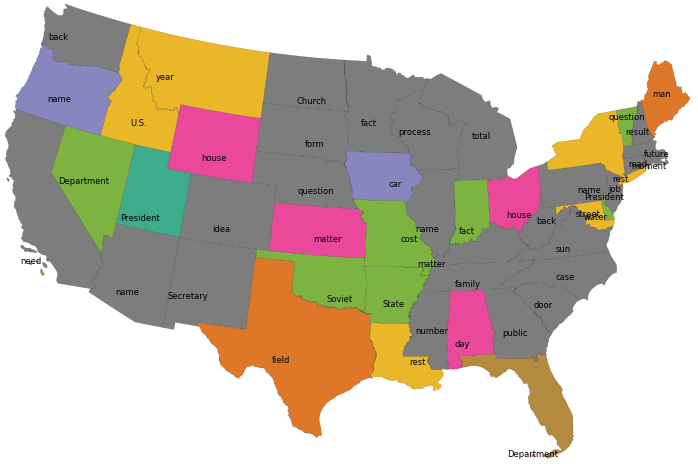 back
year
man
name
Church
question
U.S.
fact
process
result
total
form
future
house
road
moment
rest
Department
car
question
name
job
President
house
street
President
back
water
idea
name
fact
matter
cost
sun
need
matter
case
family
name
Secretary
Soviet
State
door
number
public
day
field
rest
Department